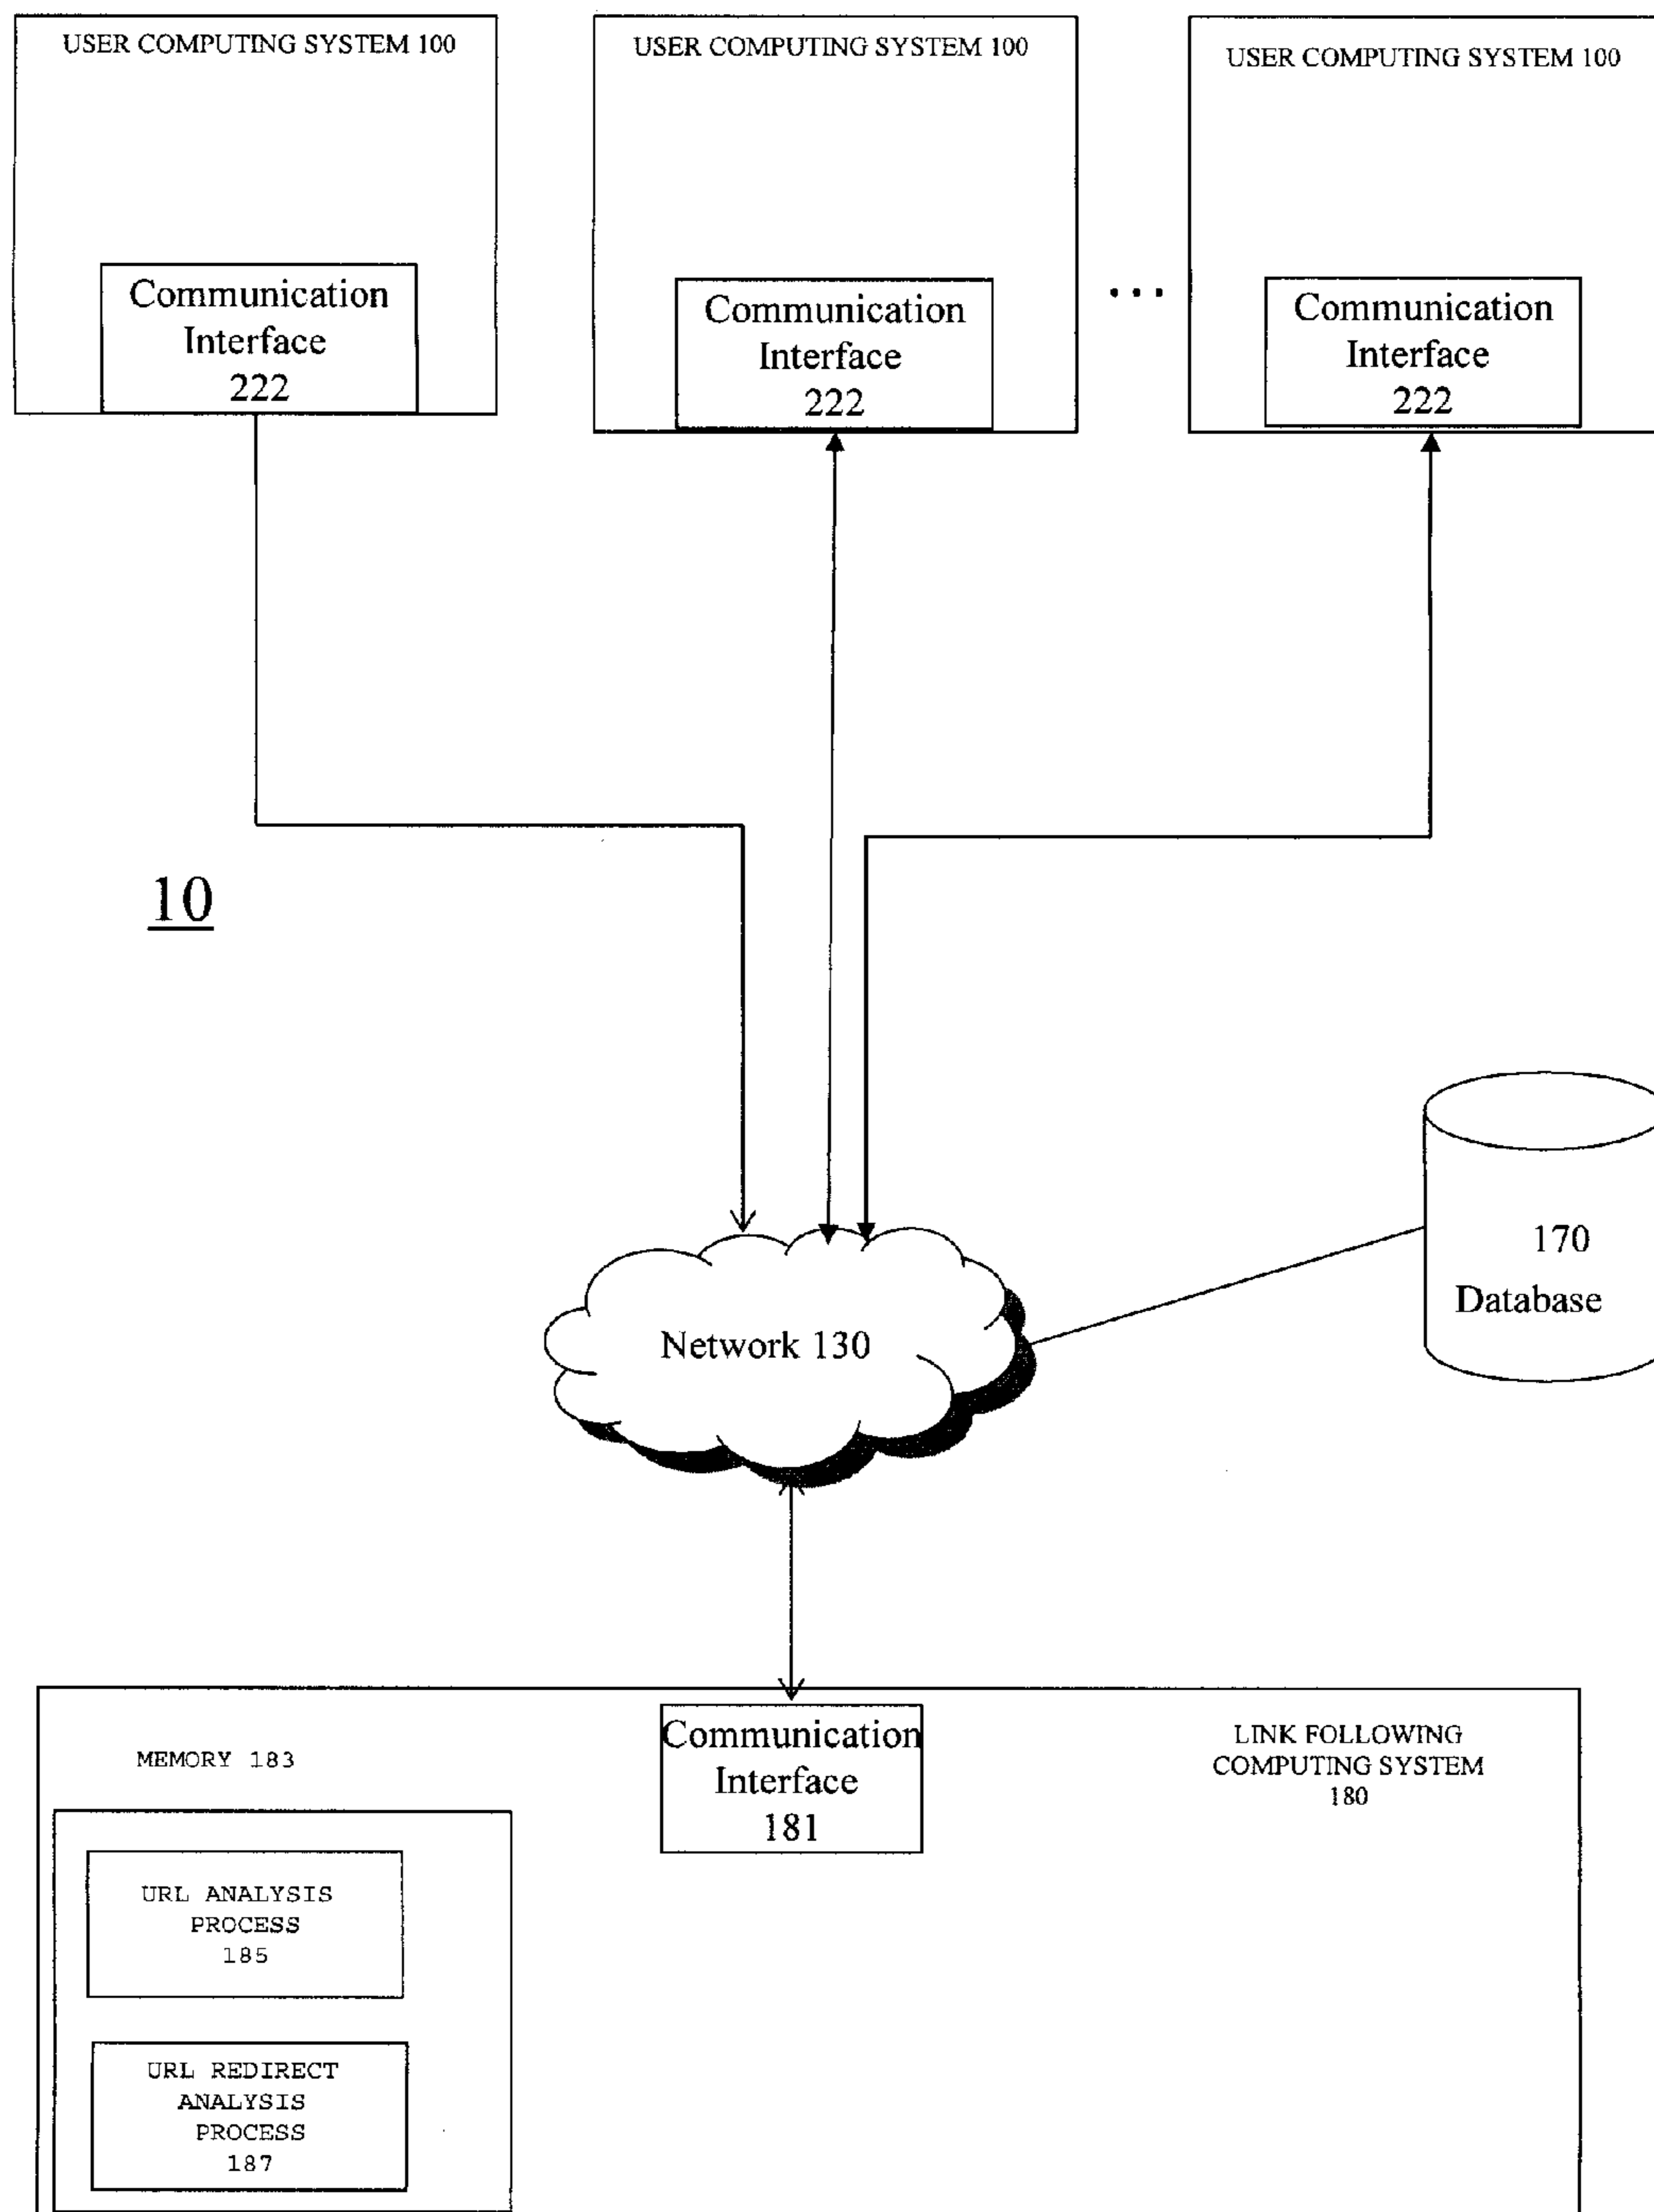 USER COMPUTING SYSTEM 100
USER COMPUTING SYSTEM 100
USER COMPUTING SYSTEM 100
Communication
Interface
222
Communication
Interface
222
...
Communication
Interface
222
10
170
Database
Network 130
MEMORY 183
Communication
Interface
181
LINK FOLLOWING
COMPUTING SYSTEM
180
URL ANALYSIS
PROCESS
185
URL REDIRECT
ANALYSIS
PROCESS
187